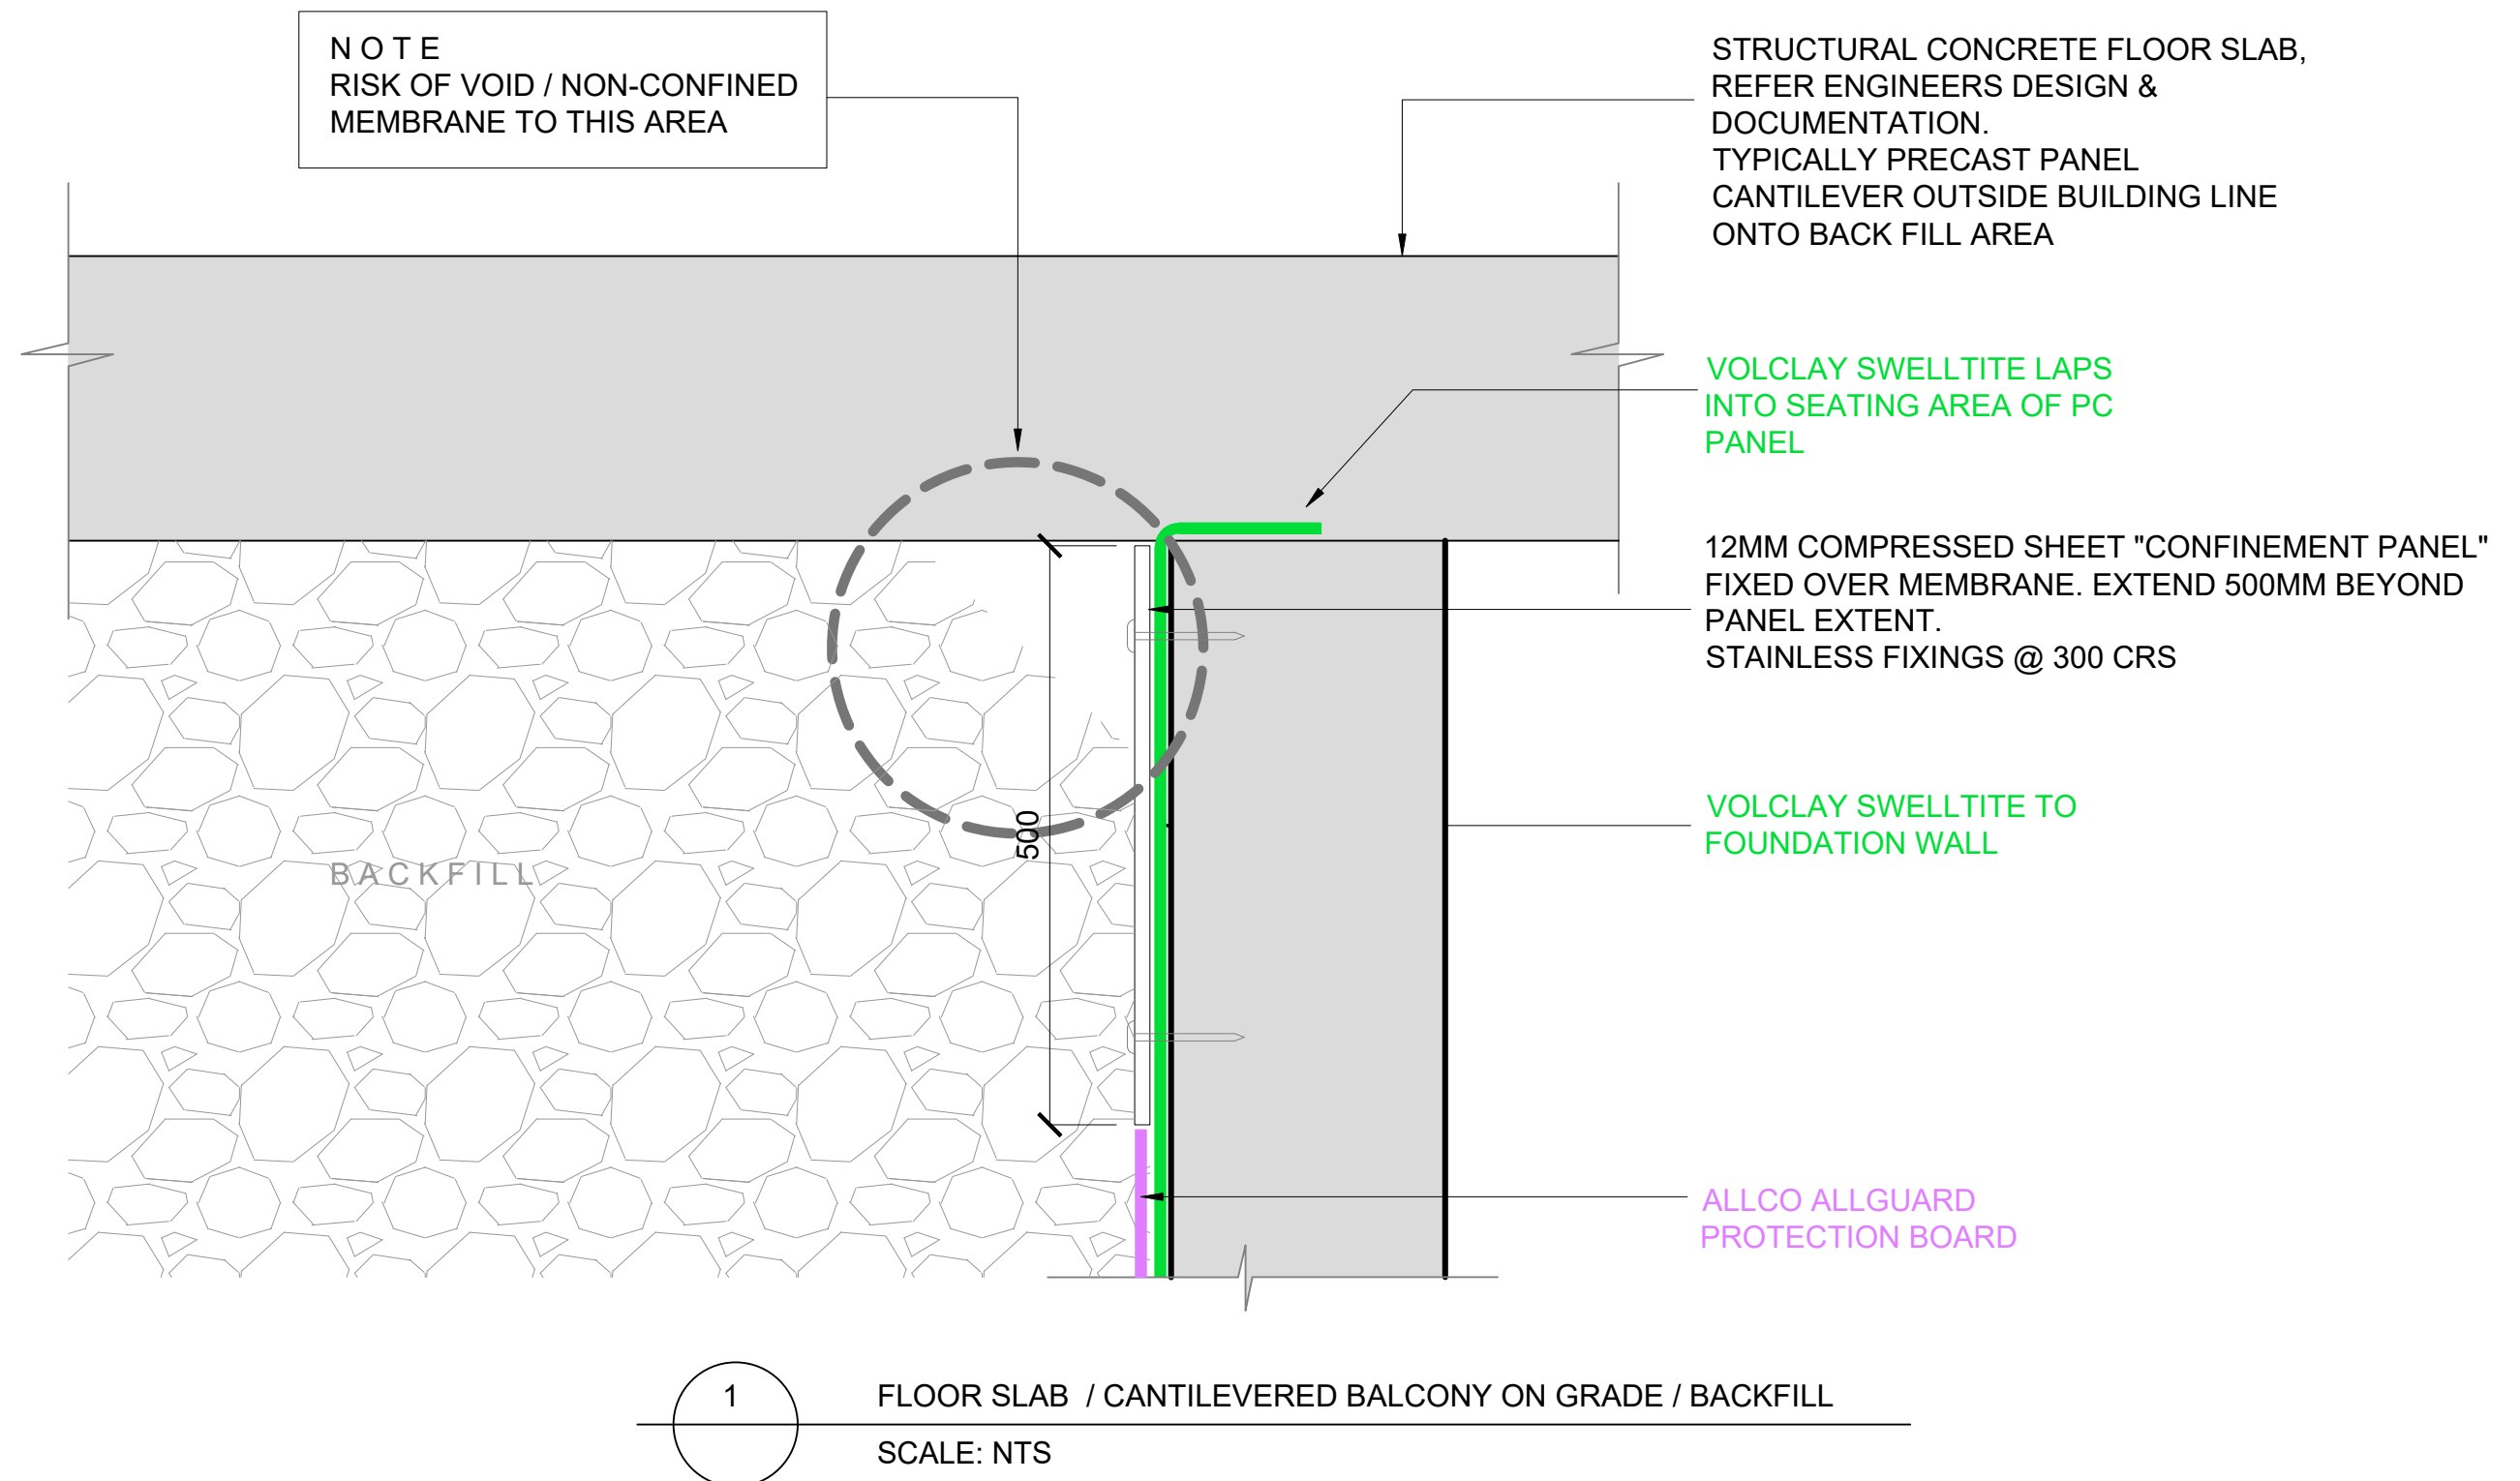 N O T E
RISK OF VOID / NON-CONFINED
MEMBRANE TO THIS AREA
STRUCTURAL CONCRETE FLOOR SLAB,
REFER ENGINEERS DESIGN &
DOCUMENTATION.
TYPICALLY PRECAST PANEL
CANTILEVER OUTSIDE BUILDING LINE
ONTO BACK FILL AREA
VOLCLAY SWELLTITE LAPS
INTO SEATING AREA OF PC
PANEL
12MM COMPRESSED SHEET "CONFINEMENT PANEL"
FIXED OVER MEMBRANE. EXTEND 500MM BEYOND
PANEL EXTENT.
STAINLESS FIXINGS @ 300 CRS
500
VOLCLAY SWELLTITE TO
FOUNDATION WALL
B A C K F I L L
ALLCO ALLGUARD
PROTECTION BOARD
1
FLOOR SLAB / CANTILEVERED BALCONY ON GRADE / BACKFILL
SCALE: NTS